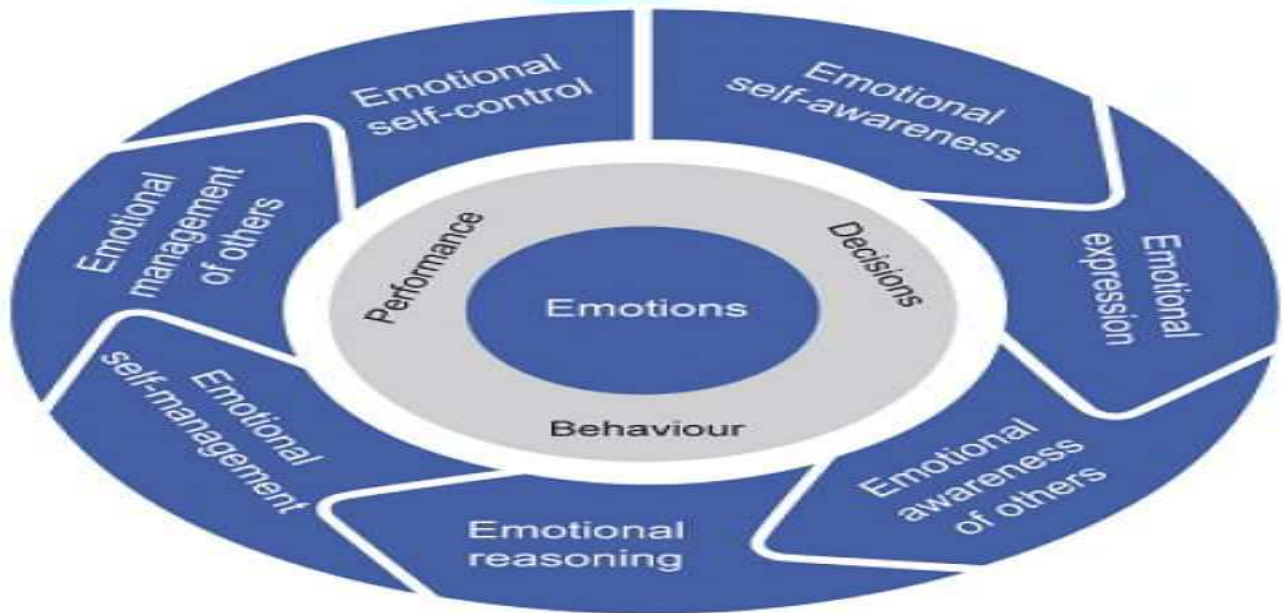 Emotional
self-awareness
Emotional
expression
Emotional
awareness
of others
Emotional
reasoning
Emotional
self-management
Emotional
management
of others
Emotional
self-control
Performance
Decisions
Behaviour
Emotions